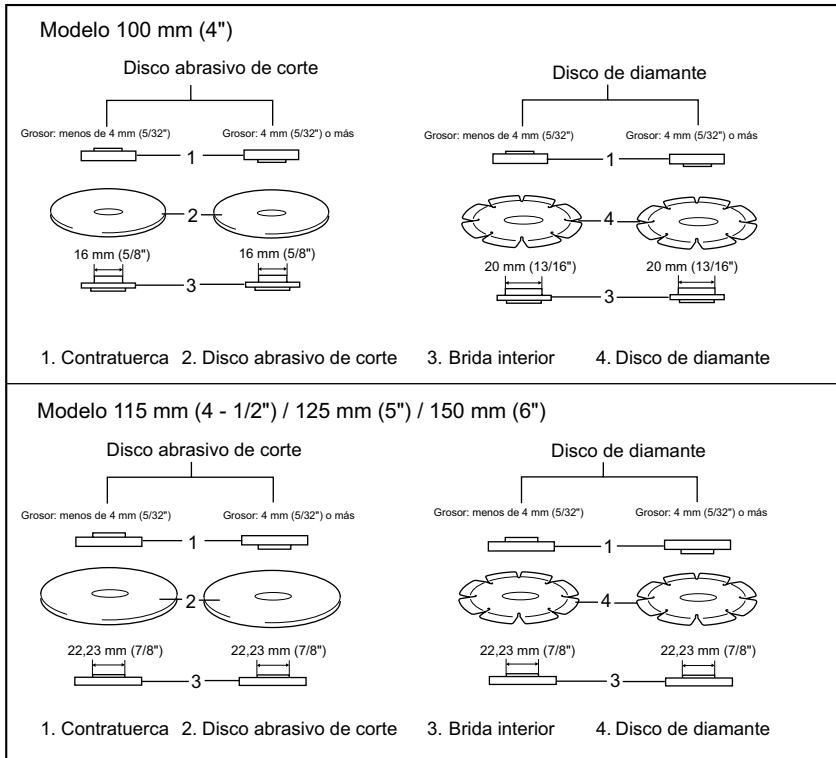 Modelo 100 mm (4")
Disco abrasivo de corte
Grosor: menos de 4 mm (5/32")
Grosor: 4 mm (5/32") o más
1
2
16 mm (5/8")
16 mm (5/8")
3
Disco de diamante
Grosor: menos de 4 mm (5/32")
Grosor: 4 mm (5/32") o más
1
4
20 mm (13/16")
20 mm (13/16")
3
1. Contratuerca 2. Disco abrasivo de corte 3. Brida interior 4. Disco de diamante
Modelo 115 mm (4 - 1/2") / 125 mm (5") / 150 mm (6")
Disco abrasivo de corte
Grosor: menos de 4 mm (5/32")
Grosor: 4 mm (5/32") o más
1
2
22,23 mm (7/8")
22,23 mm (7/8")
3
Disco de diamante
Grosor: menos de 4 mm (5/32")
Grosor: 4 mm (5/32") o más
1
4
22,23 mm (7/8")
22,23 mm (7/8")
3
1. Contratuerca 2. Disco abrasivo de corte 3. Brida interior 4. Disco de diamante